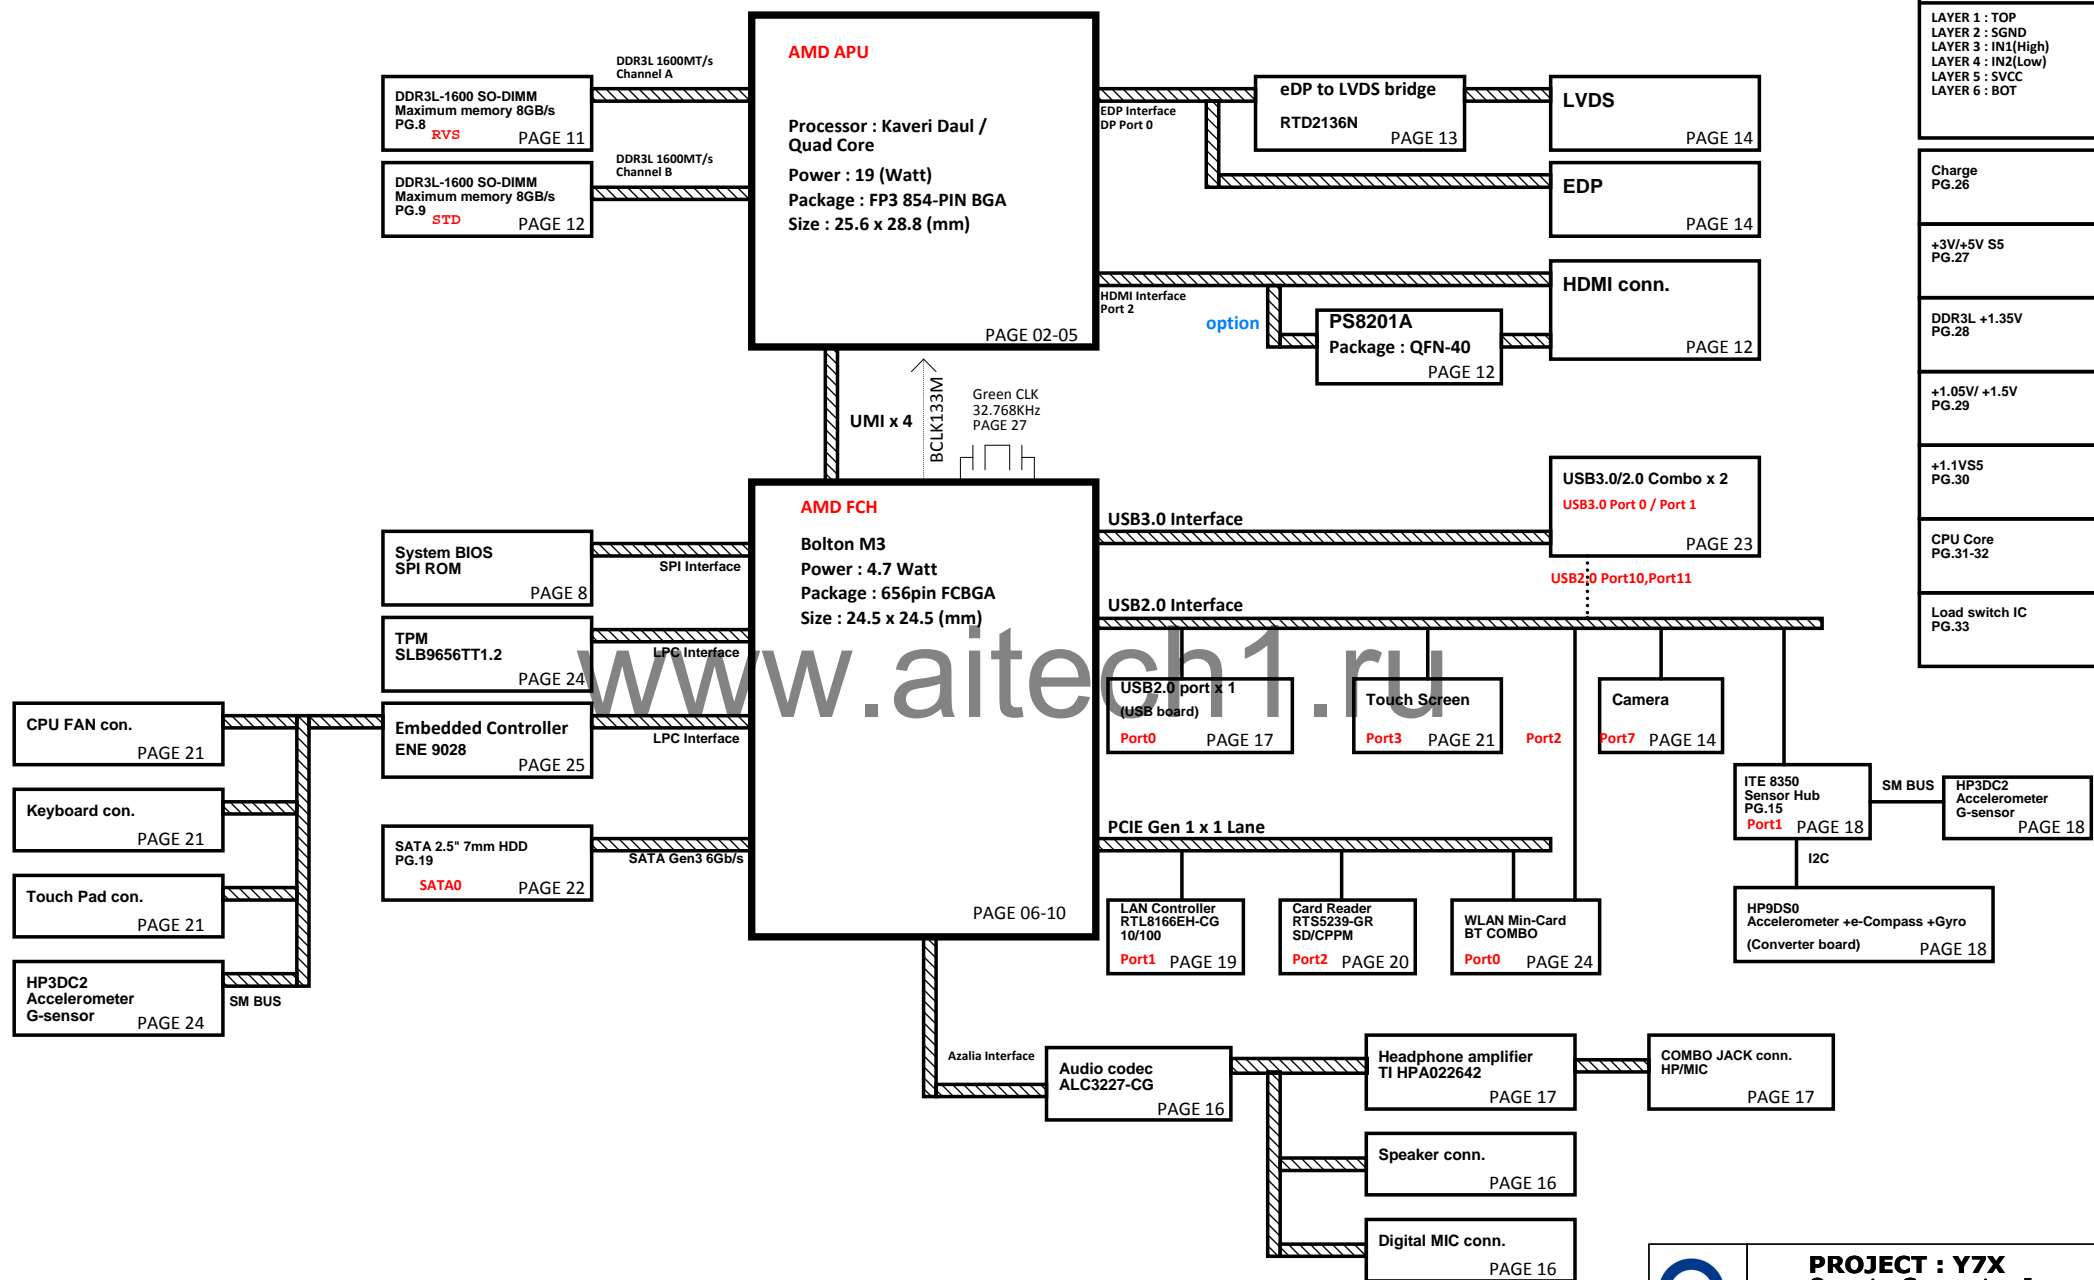 AMD APU
Processor : Kaveri Daul /
Quad Core
Power : 19 (Watt)
Package : FP3 854-PIN BGA
Size : 25.6 x 28.8 (mm)
PAGE 02-05
DDR3L-1600 SO-DIMM
Maximum memory 8GB/s
PG.8
RVS
PAGE 11
DDR3L 1600MT/s
Channel A
DDR3L-1600 SO-DIMM
Maximum memory 8GB/s
PG.9
STD
PAGE 12
DDR3L 1600MT/s
Channel B
EDP Interface
DP Port 0
eDP to LVDS bridge
RTD2136N
PAGE 13
LVDS
PAGE 14
EDP
PAGE 14
HDMI Interface
Port 2
option
PS8201A
Package : QFN-40
PAGE 12
HDMI conn.
PAGE 12
LAYER 1 : TOP
LAYER 2 : SGND
LAYER 3 : IN1(High)
LAYER 4 : IN2(Low)
LAYER 5 : SVCC
LAYER 6 : BOT
Charge
PG.26
+3V/+5V S5
PG.27
DDR3L +1.35V
PG.28
+1.05V/ +1.5V
PG.29
+1.1VS5
PG.30
CPU Core
PG.31-32
Load switch IC
PG.33
UMI x 4
BCLK133M
Green CLK
32.768KHz
PAGE 27
AMD FCH
Bolton M3
Power : 4.7 Watt
Package : 656pin FCBGA
Size : 24.5 x 24.5 (mm)
PAGE 06-10
System BIOS
SPI ROM
PAGE 8
SPI Interface
TPM
SLB9656TT1.2
PAGE 24
LPC Interface
Embedded Controller
ENE 9028
PAGE 25
LPC Interface
SATA 2.5" 7mm HDD
PG.19
SATA0
PAGE 22
SATA Gen3 6Gb/s
CPU FAN con.
PAGE 21
Keyboard con.
PAGE 21
Touch Pad con.
PAGE 21
HP3DC2
Accelerometer
G-sensor
PAGE 24
SM BUS
USB3.0 Interface
USB3.0/2.0 Combo x 2
USB3.0 Port 0 / Port 1
PAGE 23
USB2.0 Port10,Port11
USB2.0 Interface
www.aitech1.ru
USB2.0 port x 1
(USB board)
Port0
PAGE 17
Touch Screen
Port3
PAGE 21
Port2
Camera
Port7
PAGE 14
ITE 8350
Sensor Hub
PG.15
Port1
PAGE 18
SM BUS
HP3DC2
Accelerometer
G-sensor
PAGE 18
I2C
HP9DS0
Accelerometer +e-Compass +Gyro
(Converter board)
PAGE 18
PCIE Gen 1 x 1 Lane
LAN Controller
RTL8166EH-CG
10/100
Port1
PAGE 19
Card Reader
RTS5239-GR
SD/CPPM
Port2
PAGE 20
WLAN Min-Card
BT COMBO
Port0
PAGE 24
Azalia Interface
Audio codec
ALC3227-CG
PAGE 16
Headphone amplifier
TI HPA022642
PAGE 17
COMBO JACK conn.
HP/MIC
PAGE 17
Speaker conn.
PAGE 16
Digital MIC conn.
PAGE 16
PROJECT : Y7X